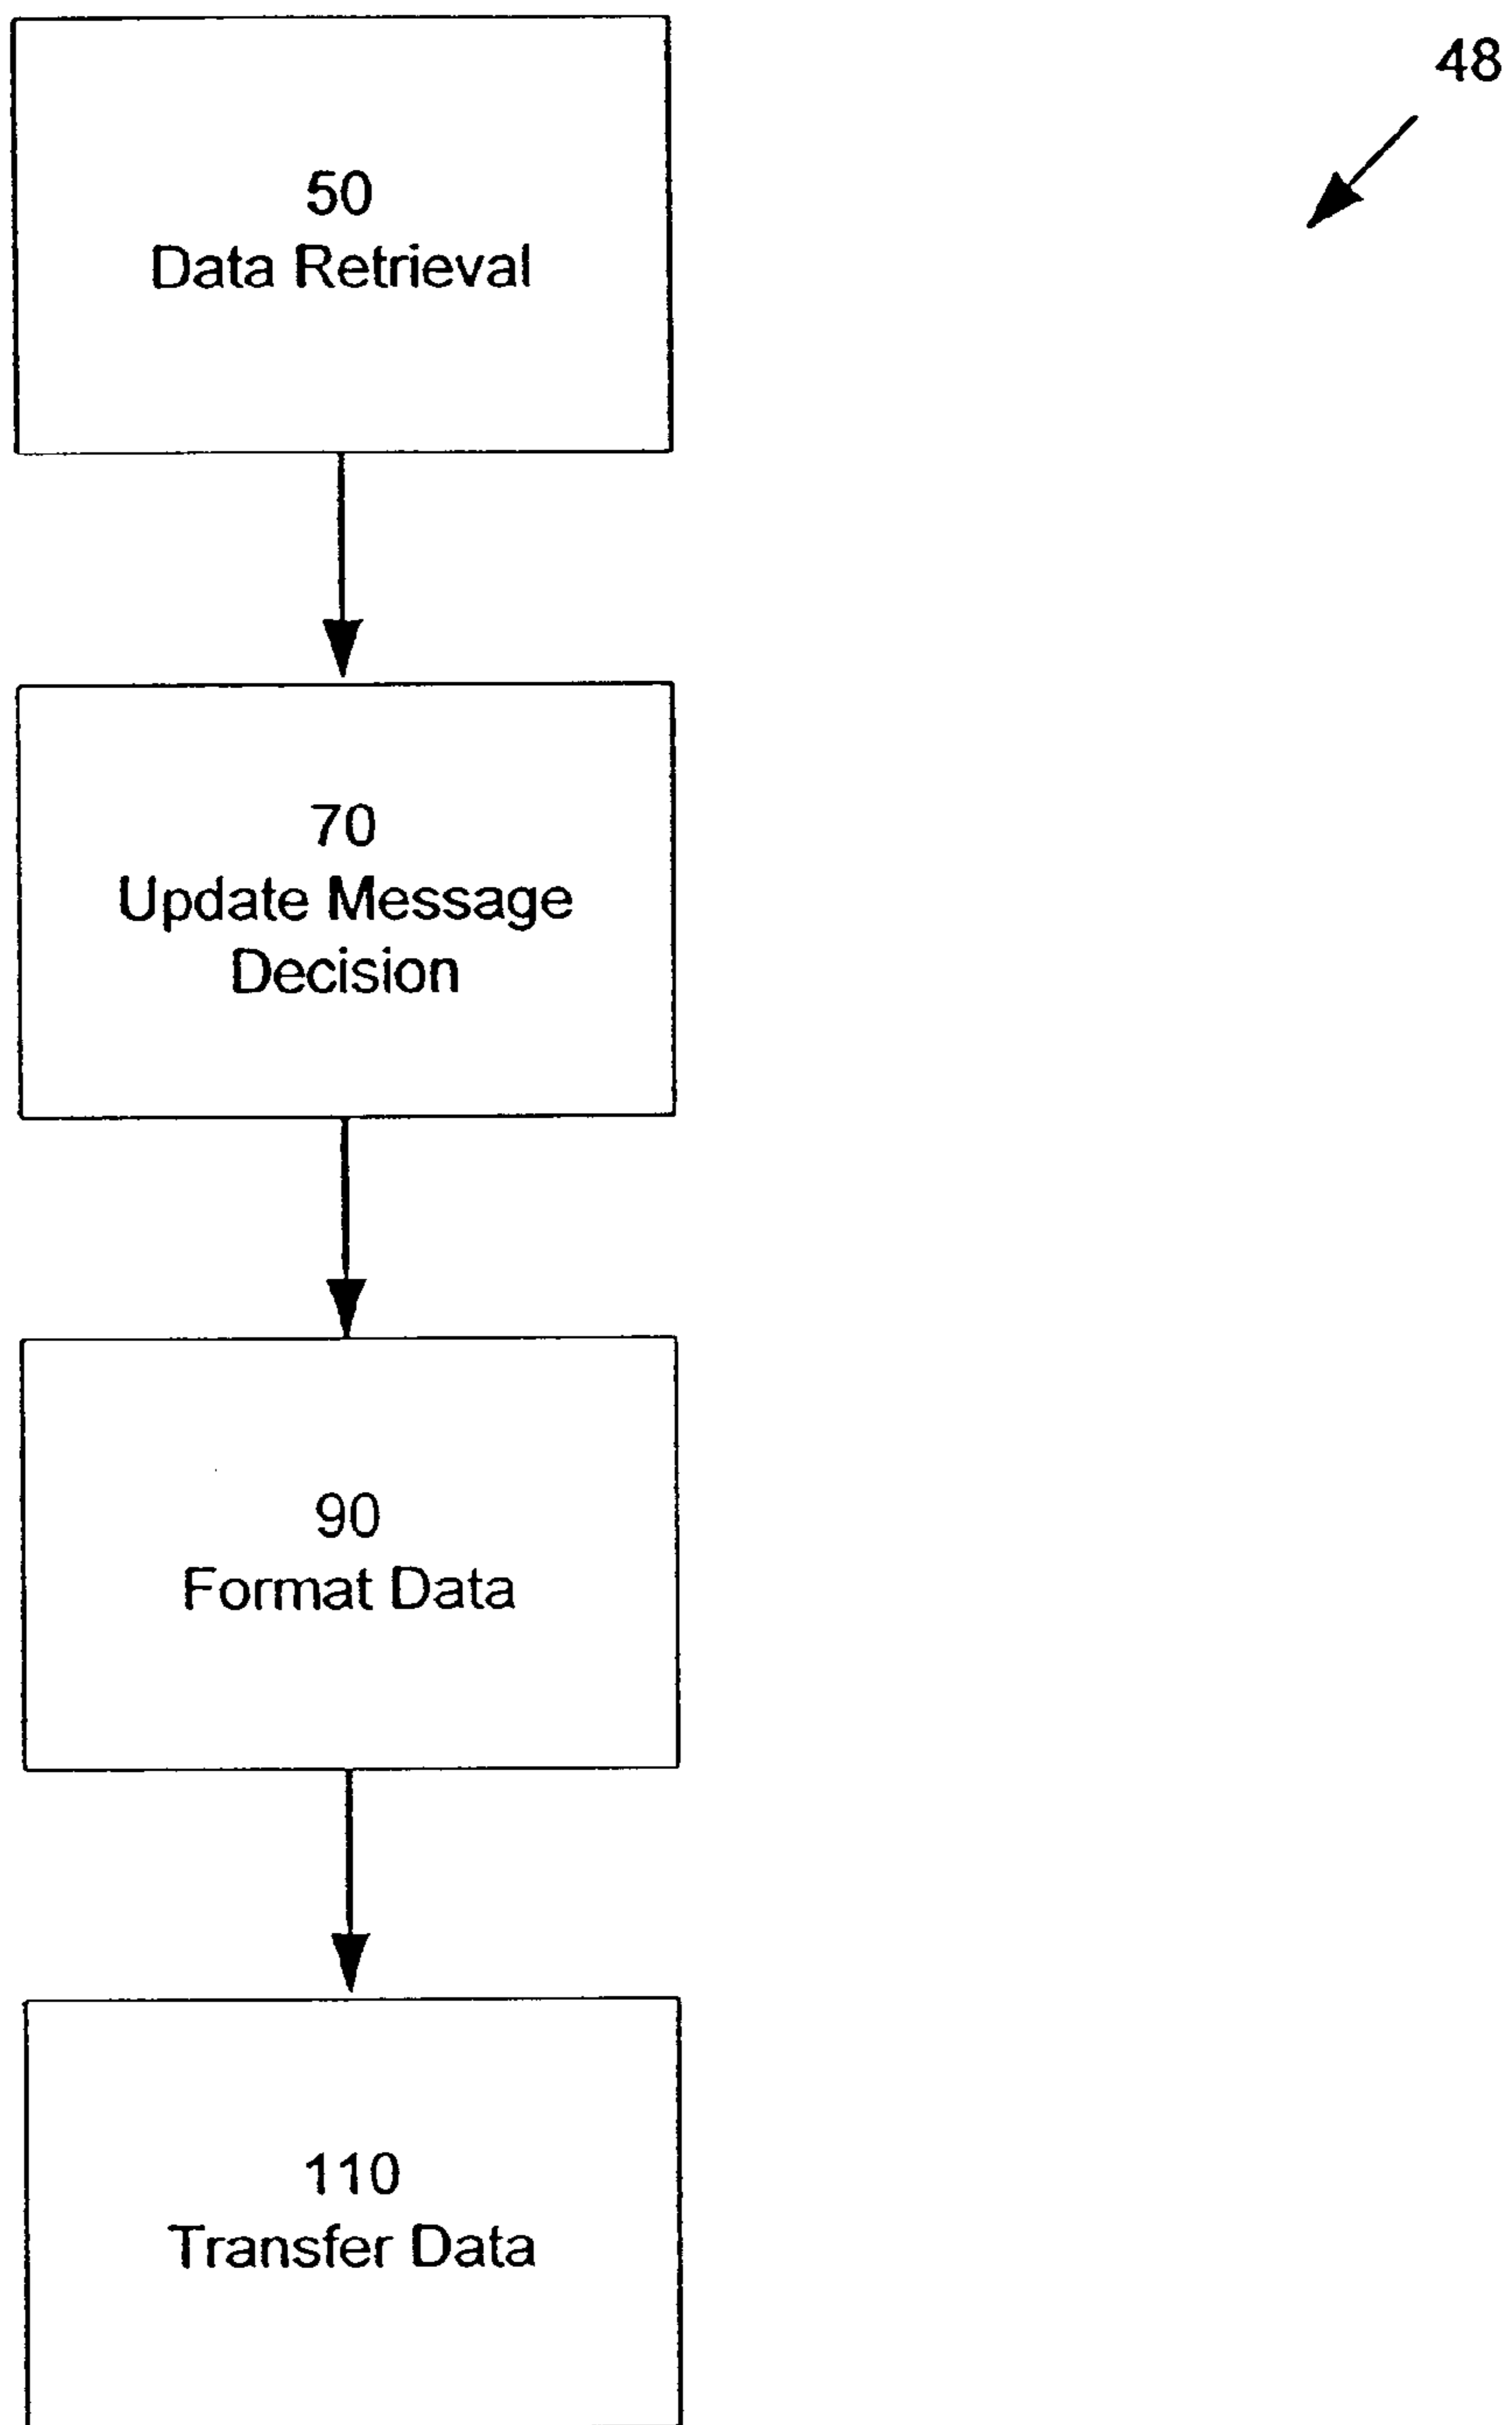 48
50
Data Retrieval
70
Update Message
Decision
90
Format Data
110
Transfer Data